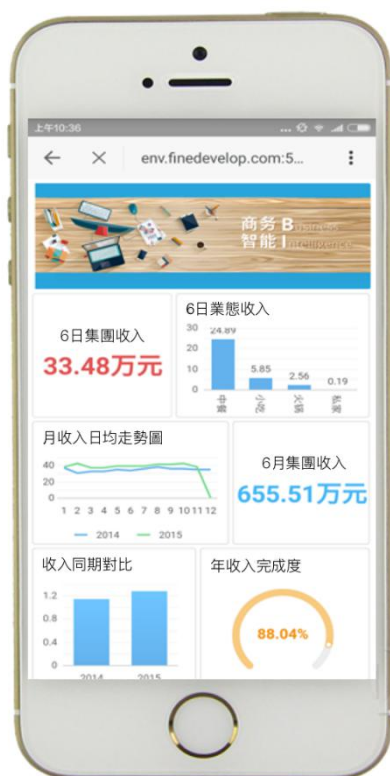 上午10:36
env.finedevelop.com:5...
商务 Business
智能 Intelligence
6日集團收入
33.48万元
6日業態收入
30
20
10
0
24.89
5.85
2.56
0.19
中餐
小吃
火锅
私家
月收入日均走勢圖
40
20
0
1 2 3 4 5 6 7 8 9 10 11 12
2014
2015
6月集團收入
655.51万元
收入同期對比
1.2
0.8
0.4
0
2014
2015
年收入完成度
88.04%